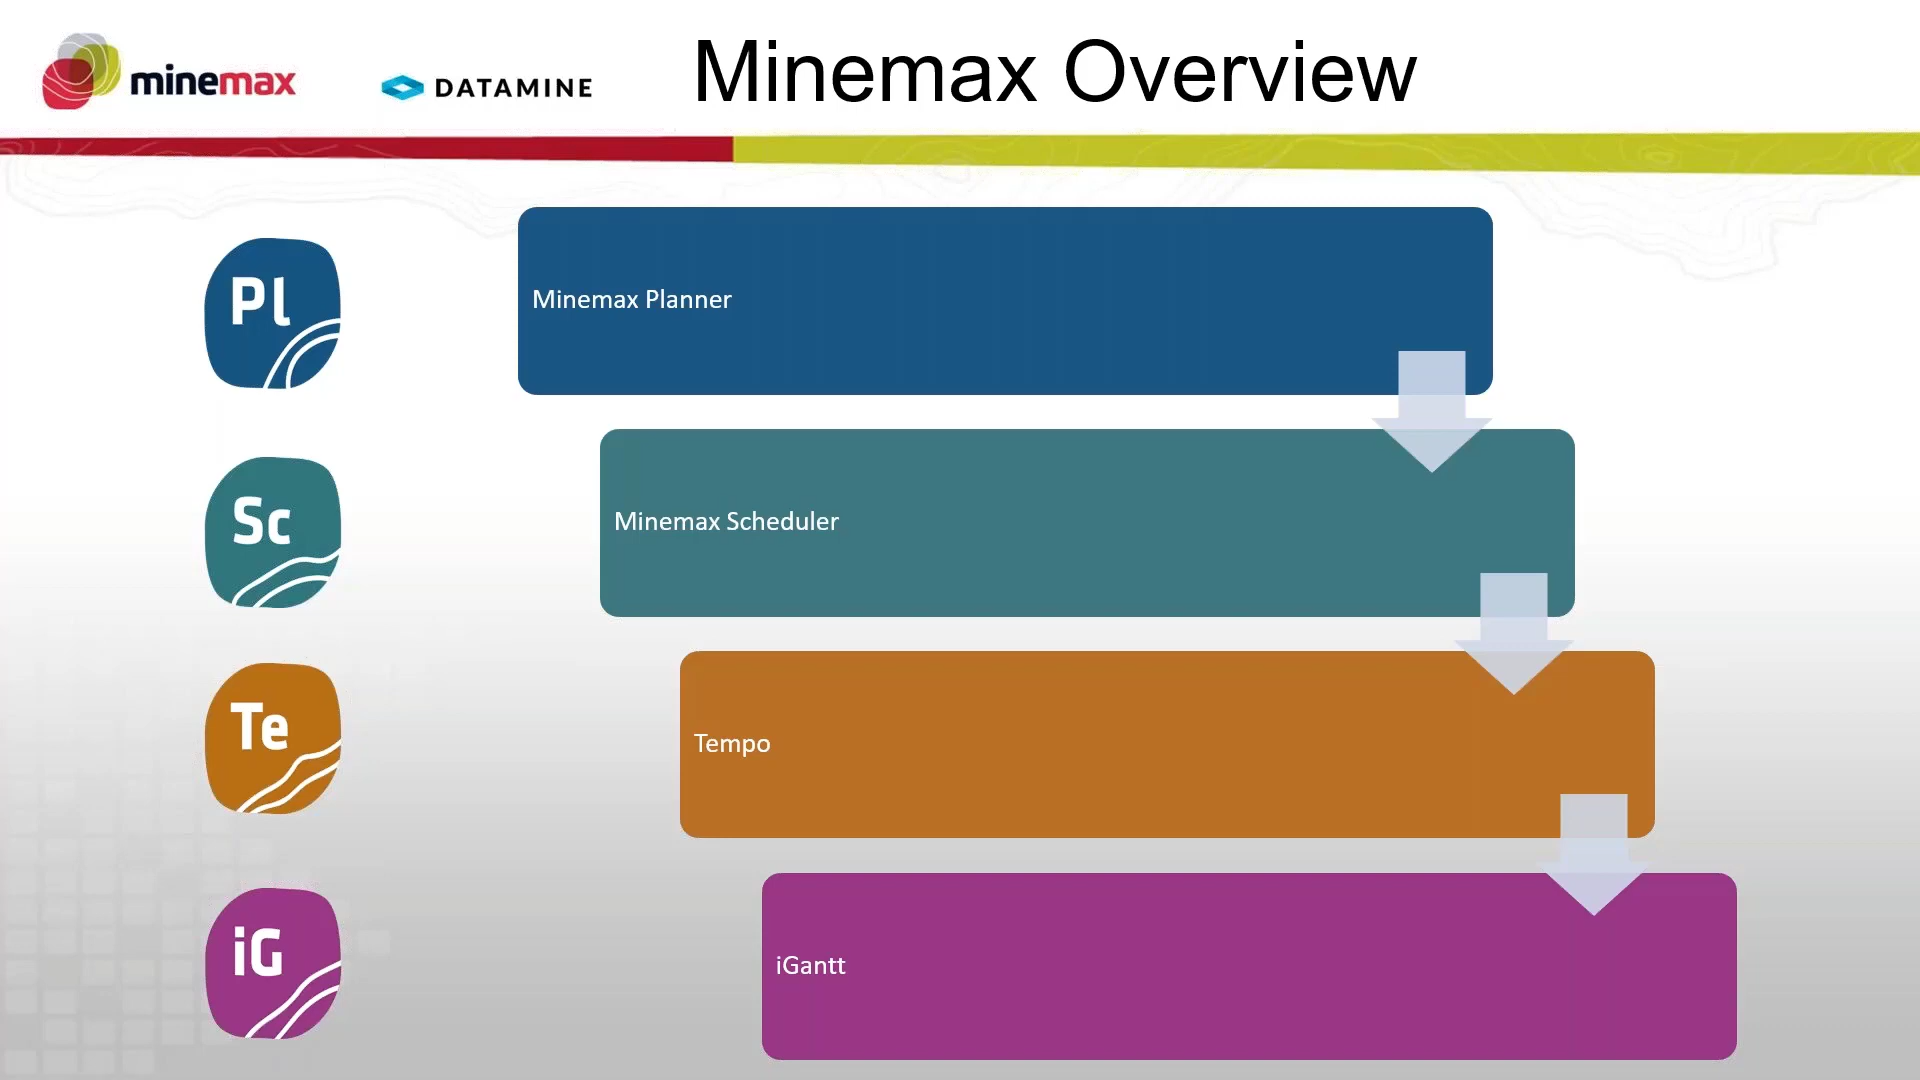 minemax
DATAMINE
Minemax Overview
Pl
Minemax Planner
Sc
Minemax Scheduler
Te
Tempo
iG
iGantt